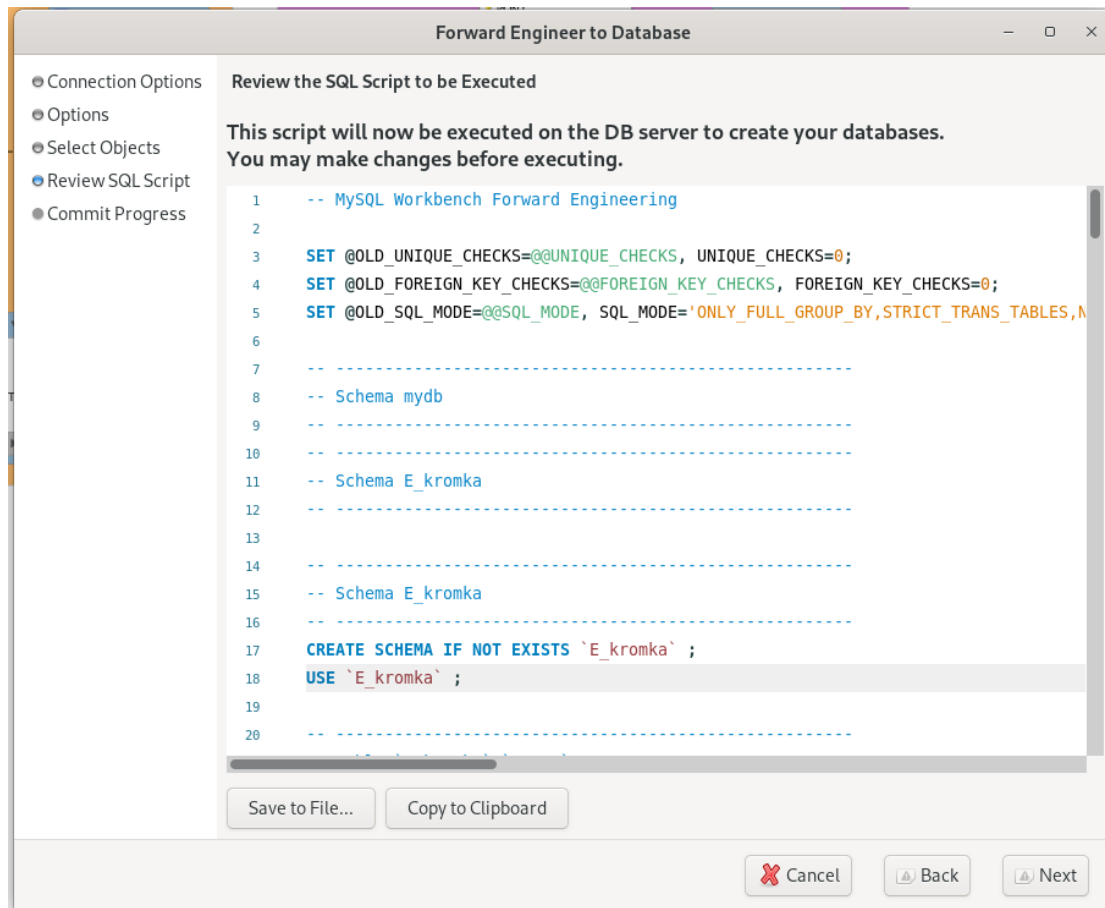 Forward Engineer to Database
Connection Options
Options
Select Objects
Review SQL Script
Commit Progress
Review the SQL Script to be Executed
This script will now be executed on the DB server to create your databases.
You may make changes before executing.
1 -- MySQL Workbench Forward Engineering
2
3 SET @OLD_UNIQUE_CHECKS=@@UNIQUE_CHECKS, UNIQUE_CHECKS=0;
4 SET @OLD_FOREIGN_KEY_CHECKS=@@FOREIGN_KEY_CHECKS, FOREIGN_KEY_CHECKS=0;
5 SET @OLD_SQL_MODE=@@SQL_MODE, SQL_MODE='ONLY_FULL_GROUP_BY,STRICT_TRANS_TABLES,N
6
7 -- -----------------------------------------------------
8 -- Schema mydb
9 -- -----------------------------------------------------
10 -- -----------------------------------------------------
11 -- Schema E_kromka
12 -- -----------------------------------------------------
13
14 -- -----------------------------------------------------
15 -- Schema E_kromka
16 -- -----------------------------------------------------
17 CREATE SCHEMA IF NOT EXISTS `E_kromka` ;
18 USE `E_kromka` ;
19
20 -- -----------------------------------------------------
Save to File...
Copy to Clipboard
Cancel
Back
Next